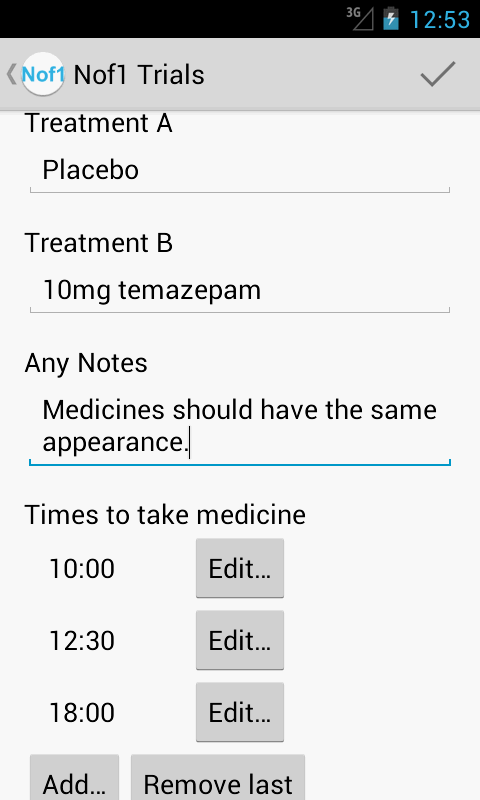 3G 12:53
Nof1 Nof1 Trials
Treatment A
Placebo
Treatment B
10mg temazepam
Any Notes
Medicines should have the same
appearance.
Times to take medicine
10:00 Edit...
12:30 Edit...
18:00 Edit...
Add... Remove last